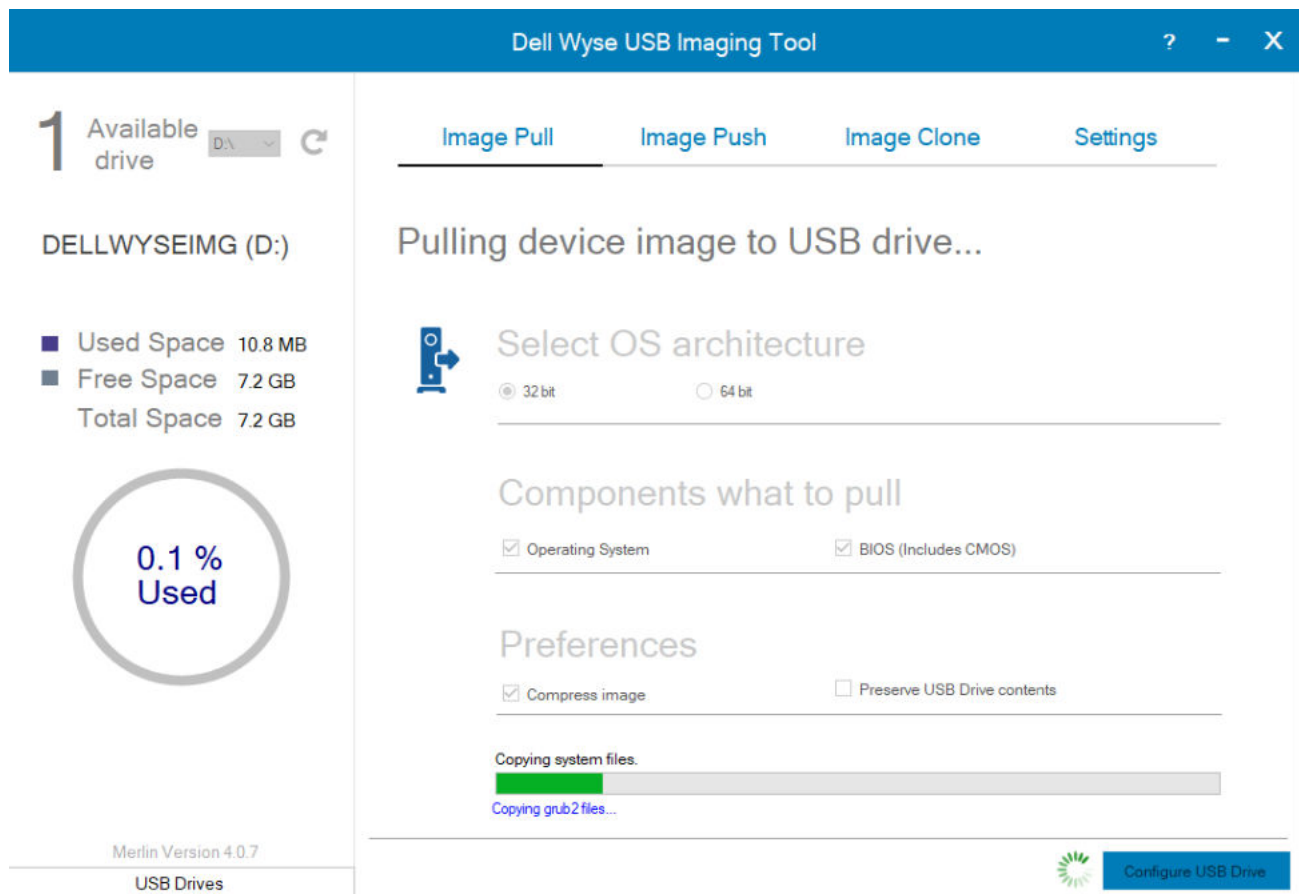 Dell Wyse USB Imaging Tool ? - X
1 Available drive D:\
Image Pull Image Push Image Clone Settings
DELLWYSEIMG (D:)
Pulling device image to USB drive...
Used Space 10.8 MB
Free Space 7.2 GB
Total Space 7.2 GB
0.1 %
Used
Select OS architecture
32 bit 64 bit
Components what to pull
Operating System BIOS (Includes CMOS)
Preferences
Compress image Preserve USB Drive contents
Copying system files.
Copying grub2 files...
Merlin Version 4.0.7
USB Drives
Configure USB Drive